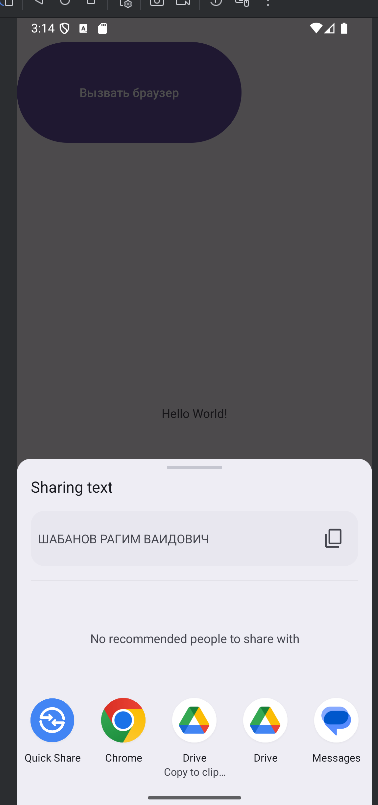 3:14
Вызвать браузер
Hello World!
Sharing text
ШАБАНОВ РАГИМ ВАИДОВИЧ
No recommended people to share with
Quick Share
Chrome
Drive
Copy to clip...
Drive
Messages